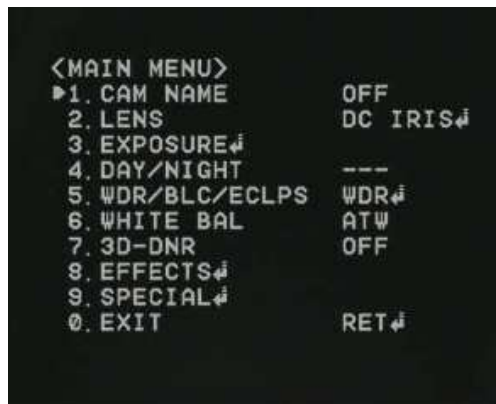 <MAIN MENU>
1. CAM NAME OFF
2. LENS DC IRIS↲
3. EXPOSURE↲
4. DAY/NIGHT ---
5. WDR/BLC/ECLPS WDR↲
6. WHITE BAL ATW
7. 3D-DNR OFF
8. EFFECTS↲
9. SPECIAL↲
0. EXIT RET↲